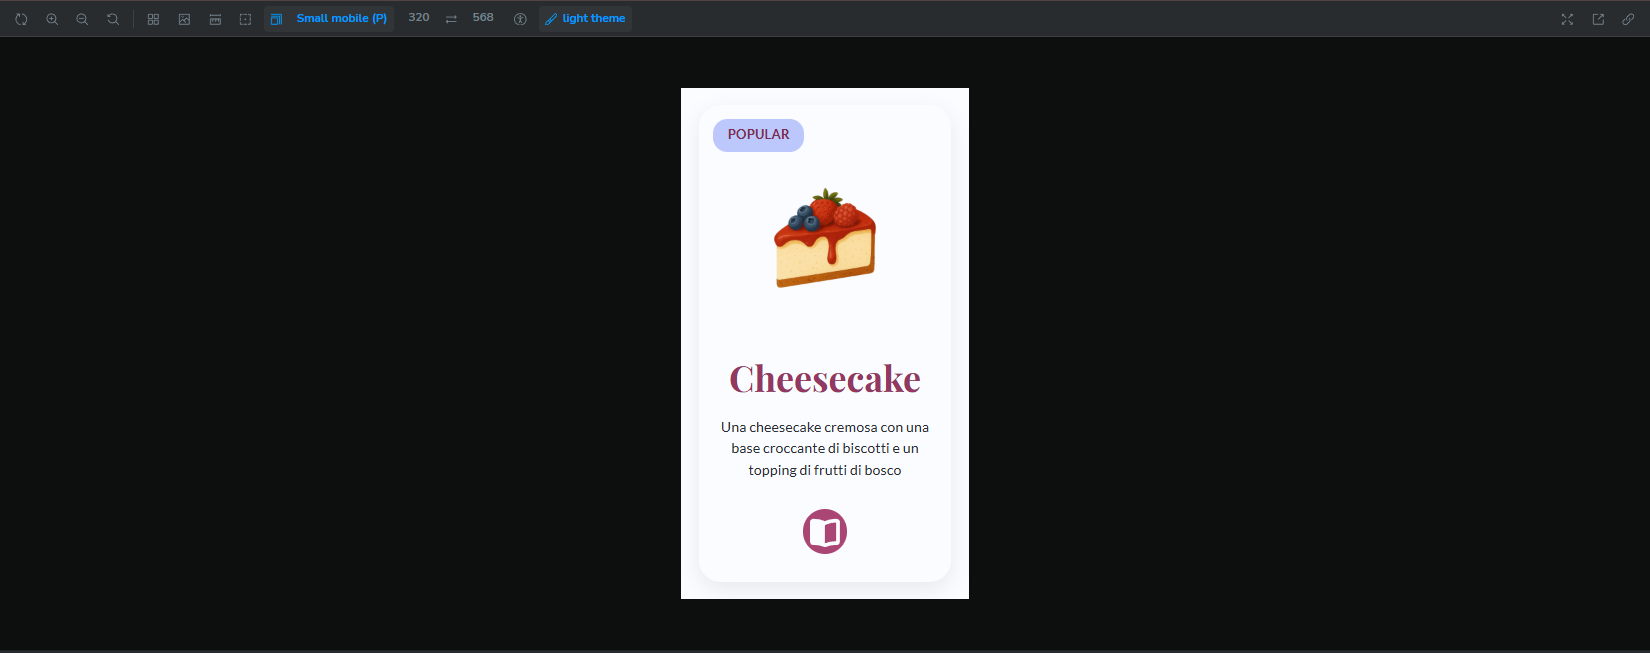 Small mobile (P) 320 568 light theme
POPULAR
Cheesecake
Una cheesecake cremosa con una
base croccante di biscotti e un
topping di frutti di bosco